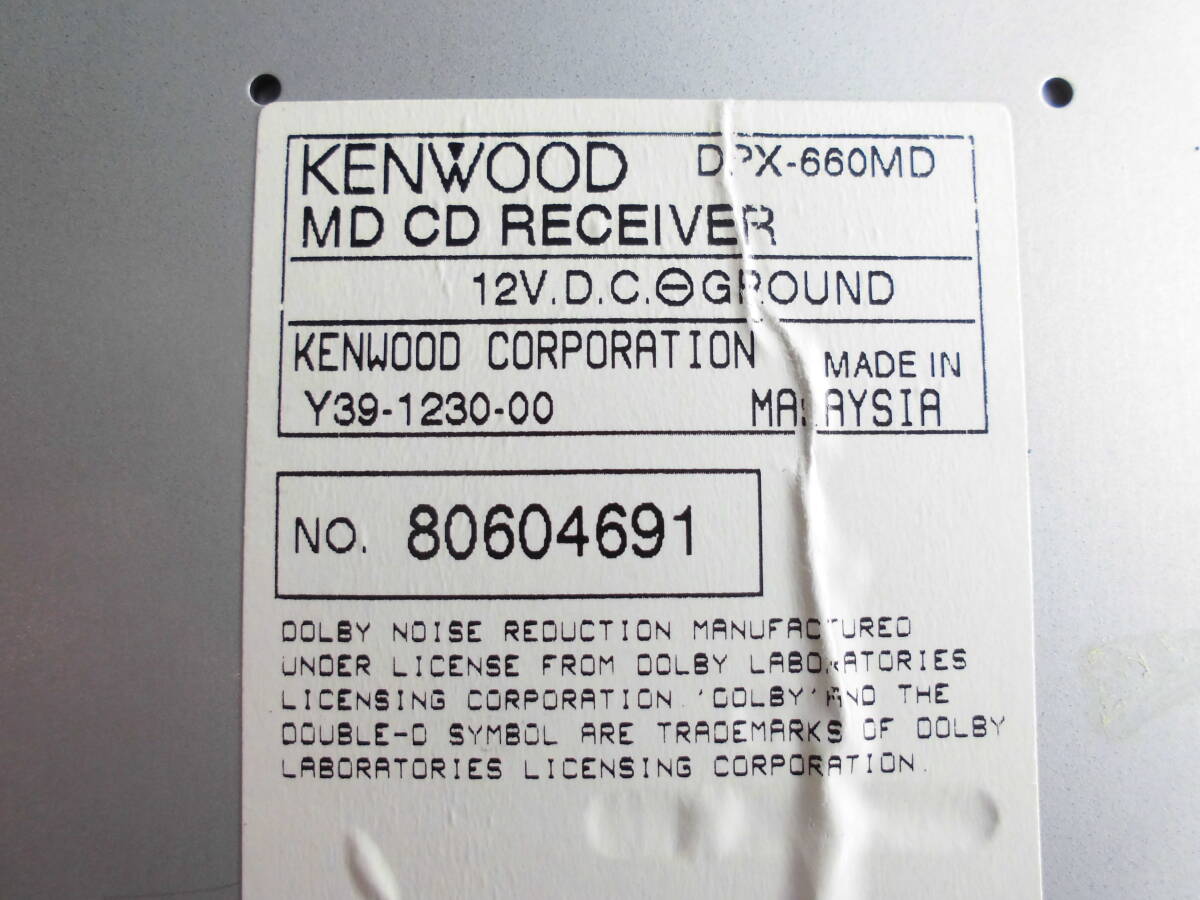 KENWOOD DPX-660MD
MD CD RECEIVER
12V.D.C.⊖GROUND
KENWOOD CORPORATION MADE IN
Y39-1230-00 MALAYSIA
NO. 80604691
DOLBY NOISE REDUCTION MANUFACTURED
UNDER LICENSE FROM DOLBY LABORATORIES
LICENSING CORPORATION. 'DOLBY' AND THE
DOUBLE-D SYMBOL ARE TRADEMARKS OF DOLBY
LABORATORIES LICENSING CORPORATION.